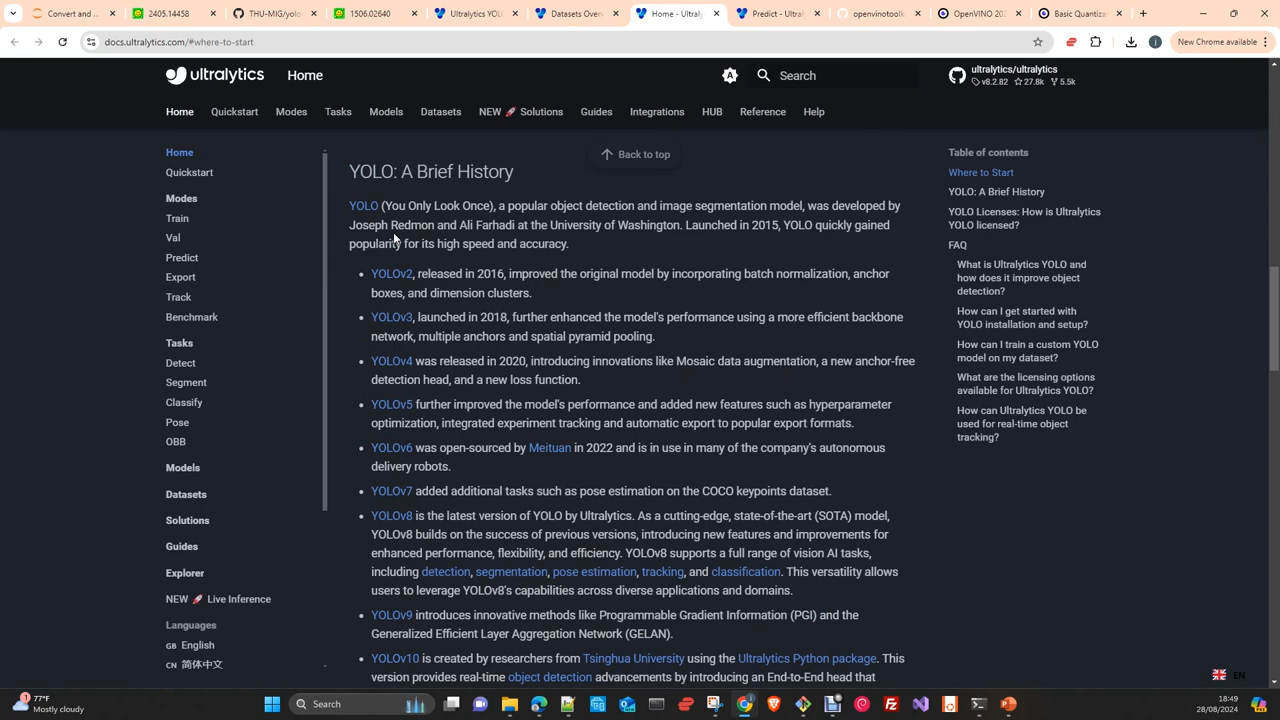 Convert and
2405.14458
THU-MIG/yolo
1506.02640
Ultralytics YOL
Datasets Over
Home - Ultraly
Predict - Ultral
openvinotoolk
OpenVINO 202
Basic Quantiza
docs.ultralytics.com/#where-to-start
New Chrome available
ultralytics
Home
Search
ultralytics/ultralytics
v8.2.82 27.8k 5.5k
Home Quickstart Modes Tasks Models Datasets NEW 🚀 Solutions Guides Integrations HUB Reference Help
Home
Quickstart
Modes
Train
Val
Predict
Export
Track
Benchmark
Tasks
Detect
Segment
Classify
Pose
OBB
Models
Datasets
Solutions
Guides
Explorer
NEW 🚀 Live Inference
Languages
GB English
CN 简体中文
Back to top
YOLO: A Brief History
YOLO (You Only Look Once), a popular object detection and image segmentation model, was developed by
Joseph Redmon and Ali Farhadi at the University of Washington. Launched in 2015, YOLO quickly gained
popularity for its high speed and accuracy.
• YOLOv2, released in 2016, improved the original model by incorporating batch normalization, anchor
boxes, and dimension clusters.
• YOLOv3, launched in 2018, further enhanced the model's performance using a more efficient backbone
network, multiple anchors and spatial pyramid pooling.
• YOLOv4 was released in 2020, introducing innovations like Mosaic data augmentation, a new anchor-free
detection head, and a new loss function.
• YOLOv5 further improved the model's performance and added new features such as hyperparameter
optimization, integrated experiment tracking and automatic export to popular export formats.
• YOLOv6 was open-sourced by Meituan in 2022 and is in use in many of the company's autonomous
delivery robots.
• YOLOv7 added additional tasks such as pose estimation on the COCO keypoints dataset.
• YOLOv8 is the latest version of YOLO by Ultralytics. As a cutting-edge, state-of-the-art (SOTA) model,
YOLOv8 builds on the success of previous versions, introducing new features and improvements for
enhanced performance, flexibility, and efficiency. YOLOv8 supports a full range of vision AI tasks,
including detection, segmentation, pose estimation, tracking, and classification. This versatility allows
users to leverage YOLOv8's capabilities across diverse applications and domains.
• YOLOv9 introduces innovative methods like Programmable Gradient Information (PGI) and the
Generalized Efficient Layer Aggregation Network (GELAN).
• YOLOv10 is created by researchers from Tsinghua University using the Ultralytics Python package. This
version provides real-time object detection advancements by introducing an End-to-End head that
Table of contents
Where to Start
YOLO: A Brief History
YOLO Licenses: How is Ultralytics
YOLO licensed?
FAQ
What is Ultralytics YOLO and
how does it improve object
detection?
How can I get started with
YOLO installation and setup?
How can I train a custom YOLO
model on my dataset?
What are the licensing options
available for Ultralytics YOLO?
How can Ultralytics YOLO be
used for real-time object
tracking?
EN
1
77°F
Mostly cloudy
Search
18:49
28/08/2024